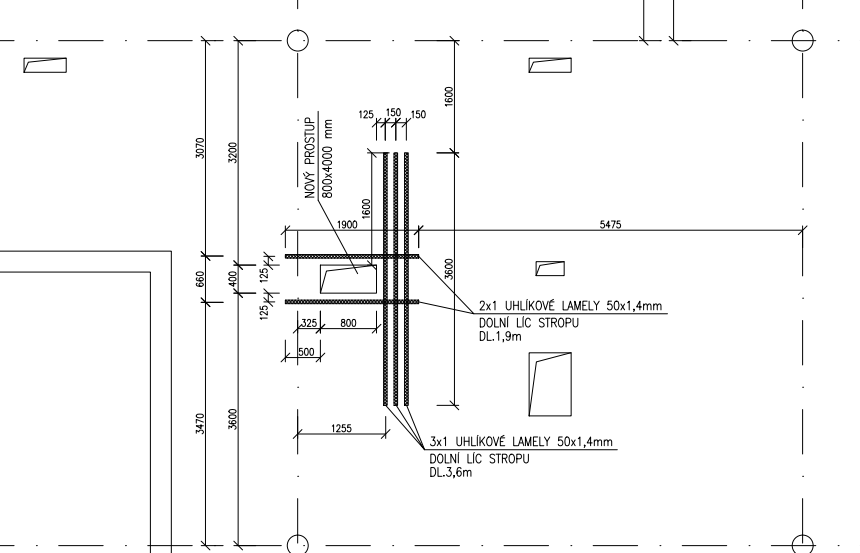 125
150
150
1600
3070
3200
NOVÝ PROSTUP
800x4000 mm
1600
1900
5475
660
400
125
125
3600
2x1 UHLÍKOVÉ LAMELY 50x1,4mm
DOLNÍ LÍC STROPU
DL.1,9m
325
800
500
3470
3600
1255
3x1 UHLÍKOVÉ LAMELY 50x1,4mm
DOLNÍ LÍC STROPU
DL.3,6m